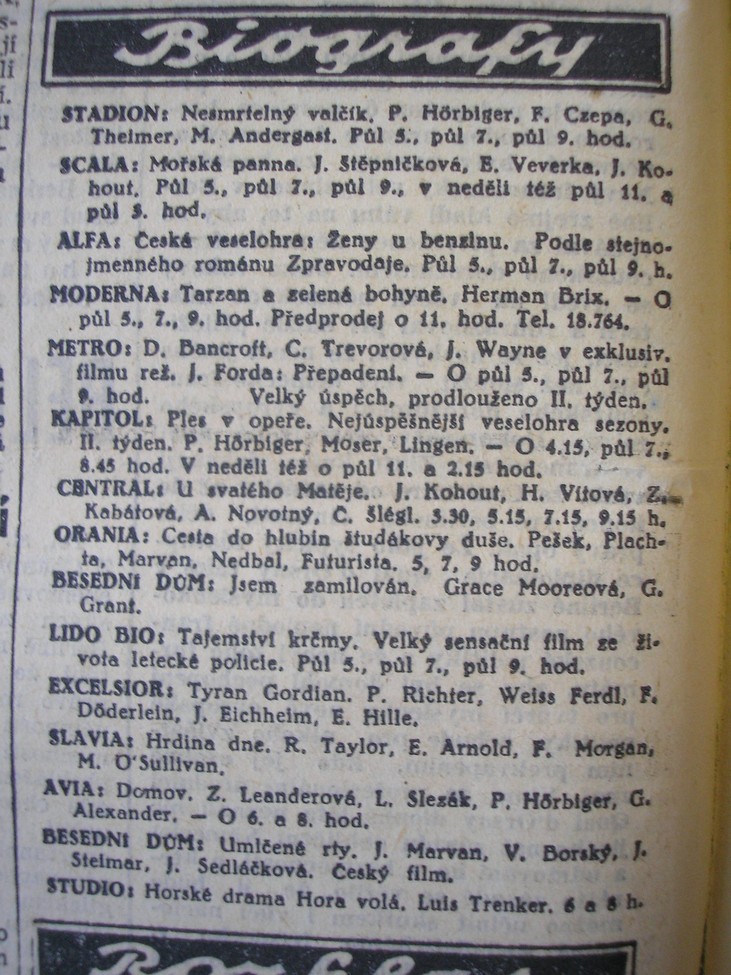 Biografy
STADION: Nesmrtelný valčík. P. Hörbiger, F. Czepa, G.
Theimer, M. Andergast. Půl 5., půl 7., půl 9. hod.
SCALA: Mořská panna. J. Štěpničková, E. Veverka, J. Ko-
hout. Půl 5., půl 7., půl 9., v neděli též půl 11. a
půl 3. hod.
ALFA: Česká veselohra: Ženy u benzinu. Podle stejno-
jmenného románu Zpravodaje. Půl 5., půl 7., půl 9. h.
MODERNA: Tarzan a zelená bohyně. Herman Brix. — O
půl 5., 7., 9. hod. Předprodej o 11. hod. Tel. 18.764.
METRO: D. Bancroft, C. Trevorová, J. Wayne v exklusiv.
filmu rež. J. Forda: Přepadení. — O půl 5., půl 7., půl
9. hod. Velký úspěch, prodlouženo II. týden.
KAPITOL: Ples v opeře. Nejúspěšnější veselohra sezony.
II. týden. P. Hörbiger, Moser, Lingen. — O 4.15, půl 7.,
8.45 hod. V neděli též o půl 11. a 2.15 hod.
CENTRAL: U svatého Matěje. J. Kohout, H. Vítová, Z.
Kabátová, A. Novotný, Č. Šlégl. 3.30, 5.15, 7.15, 9.15 h.
ORANIA: Cesta do hlubin študákovy duše. Pešek, Plach-
ta, Marvan, Nedbal, Futurista. 5, 7, 9 hod.
BESEDNÍ DŮM: Jsem zamilován. Grace Mooreová, G.
Grant.
LIDO BIO: Tajemství krčmy. Velký sensační film ze ži-
vota letecké policie. Půl 5., půl 7., půl 9. hod.
EXCELSIOR: Tyran Gordian. P. Richter, Weiss Ferdl, F.
Döderlein, J. Eichheim, E. Hille.
SLAVIA: Hrdina dne. R. Taylor, E. Arnold, F. Morgan,
M. O'Sullivan.
AVIA: Domov. Z. Leanderová, L. Slezák, P. Hörbiger, G.
Alexander. — O 6. a 8. hod.
BESEDNÍ DŮM: Umlčené rty. J. Marvan, V. Borský, J.
Steimar, J. Sedláčková. Český film.
STUDIO: Horské drama Hora volá. Luis Trenker. 6 a 8 h.